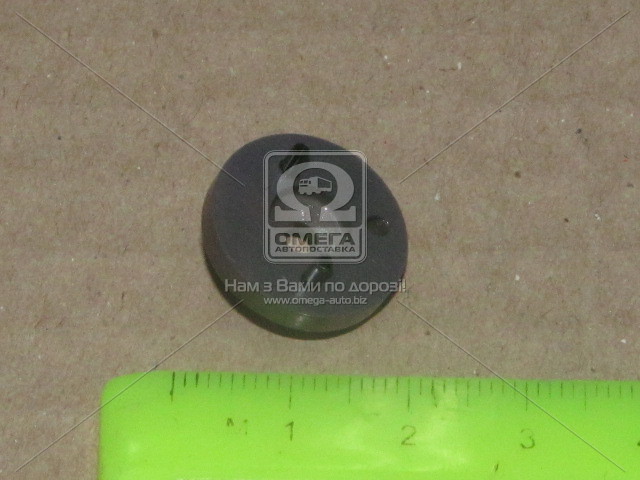 ОМЕГА
АВТОПОСТАВКА
Нам з Вами по дорозі!
www.omega-auto.biz
М 1 2 3